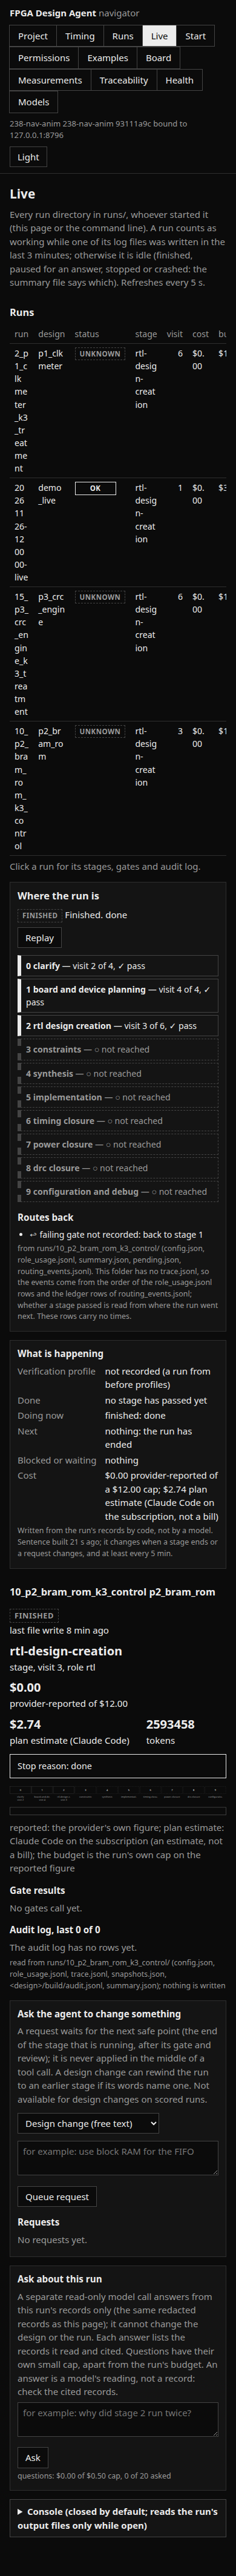 FPGA Design Agent navigator
Project Timing Runs Live Start
Permissions Examples Board
Measurements Traceability Health
Models
238-nav-anim 238-nav-anim 93111a9c bound to
127.0.0.1:8796
Light
Live
Every run directory in runs/, whoever started it
(this page or the command line). A run counts as
working while one of its log files was written in the
last 3 minutes; otherwise it is idle (finished,
paused for an answer, stopped or crashed: the
summary file says which). Refreshes every 5 s.
Runs
run design status stage visit cost
2_p1_clkmeter_k3_treatment p1_clkmeter UNKNOWN rtl-design-creation 6 $0.00
20261126-120000-live demo_live OK rtl-design-creation 1 $0.00
15_p3_crc_engine_k3_treatment p3_crc_engine UNKNOWN rtl-design-creation 6 $0.00
10_p2_bram_rom_k3_control p2_bram_rom UNKNOWN rtl-design-creation 3 $0.00
Click a run for its stages, gates and audit log.
Where the run is
FINISHED Finished. done
Replay
0 clarify — visit 2 of 4, ✓ pass
1 board and device planning — visit 4 of 4, ✓
pass
2 rtl design creation — visit 3 of 6, ✓ pass
3 constraints — ○ not reached
4 synthesis — ○ not reached
5 implementation — ○ not reached
6 timing closure — ○ not reached
7 power closure — ○ not reached
8 drc closure — ○ not reached
9 configuration and debug — ○ not reached
Routes back
• ↩ failing gate not recorded: back to stage 1
from runs/10_p2_bram_rom_k3_control/ (config.json,
role_usage.jsonl, summary.json, pending.json,
routing_events.jsonl). This folder has no trace.jsonl, so
the events come from the order of the role_usage.jsonl
rows and the ledger rows of routing_events.jsonl;
whether a stage passed is read from where the run went
next. These rows carry no times.
What is happening
Verification profile not recorded (a run from
before profiles)
Done no stage has passed yet
Doing now finished: done
Next nothing: the run has
ended
Blocked or waiting nothing
Cost $0.00 provider-reported of
a $12.00 cap; $2.74 plan
estimate (Claude Code on
the subscription, not a bill)
Written from the run's records by code, not by a model.
Sentence built 21 s ago; it changes when a stage ends or
a request changes, and at least every 5 min.
10_p2_bram_rom_k3_control p2_bram_rom
FINISHED
last file write 8 min ago
rtl-design-creation
stage, visit 3, role rtl
$0.00
provider-reported of $12.00
$2.74 2593458
plan estimate (Claude Code) tokens
Stop reason: done
reported: the provider's own figure; plan estimate:
Claude Code on the subscription (an estimate, not
a bill); the budget is the run's own cap on the
reported figure
Gate results
No gates call yet.
Audit log, last 0 of 0
The audit log has no rows yet.
read from runs/10_p2_bram_rom_k3_control/ (config.json,
role_usage.jsonl, trace.jsonl, snapshots.json,
<design>/build/audit.jsonl, summary.json); nothing is written
Ask the agent to change something
A request waits for the next safe point (the end
of the stage that is running, after its gate and
review); it is never applied in the middle of a
tool call. A design change can rewind the run
to an earlier stage if its words name one. Not
available for design changes on scored runs.
Design change (free text)
for example: use block RAM for the FIFO
Queue request
Requests
No requests yet.
Ask about this run
A separate read-only model call answers from
this run's records only (the same redacted
records as this page); it cannot change the
design or the run. Each answer lists the
records it read and cited. Questions have their
own small cap, apart from the run's budget. An
answer is a model's reading, not a record:
check the cited records.
for example: why did stage 2 run twice?
Ask
questions: $0.00 of $0.50 cap, 0 of 20 asked
▶ Console (closed by default; reads the run's
output files only while open)